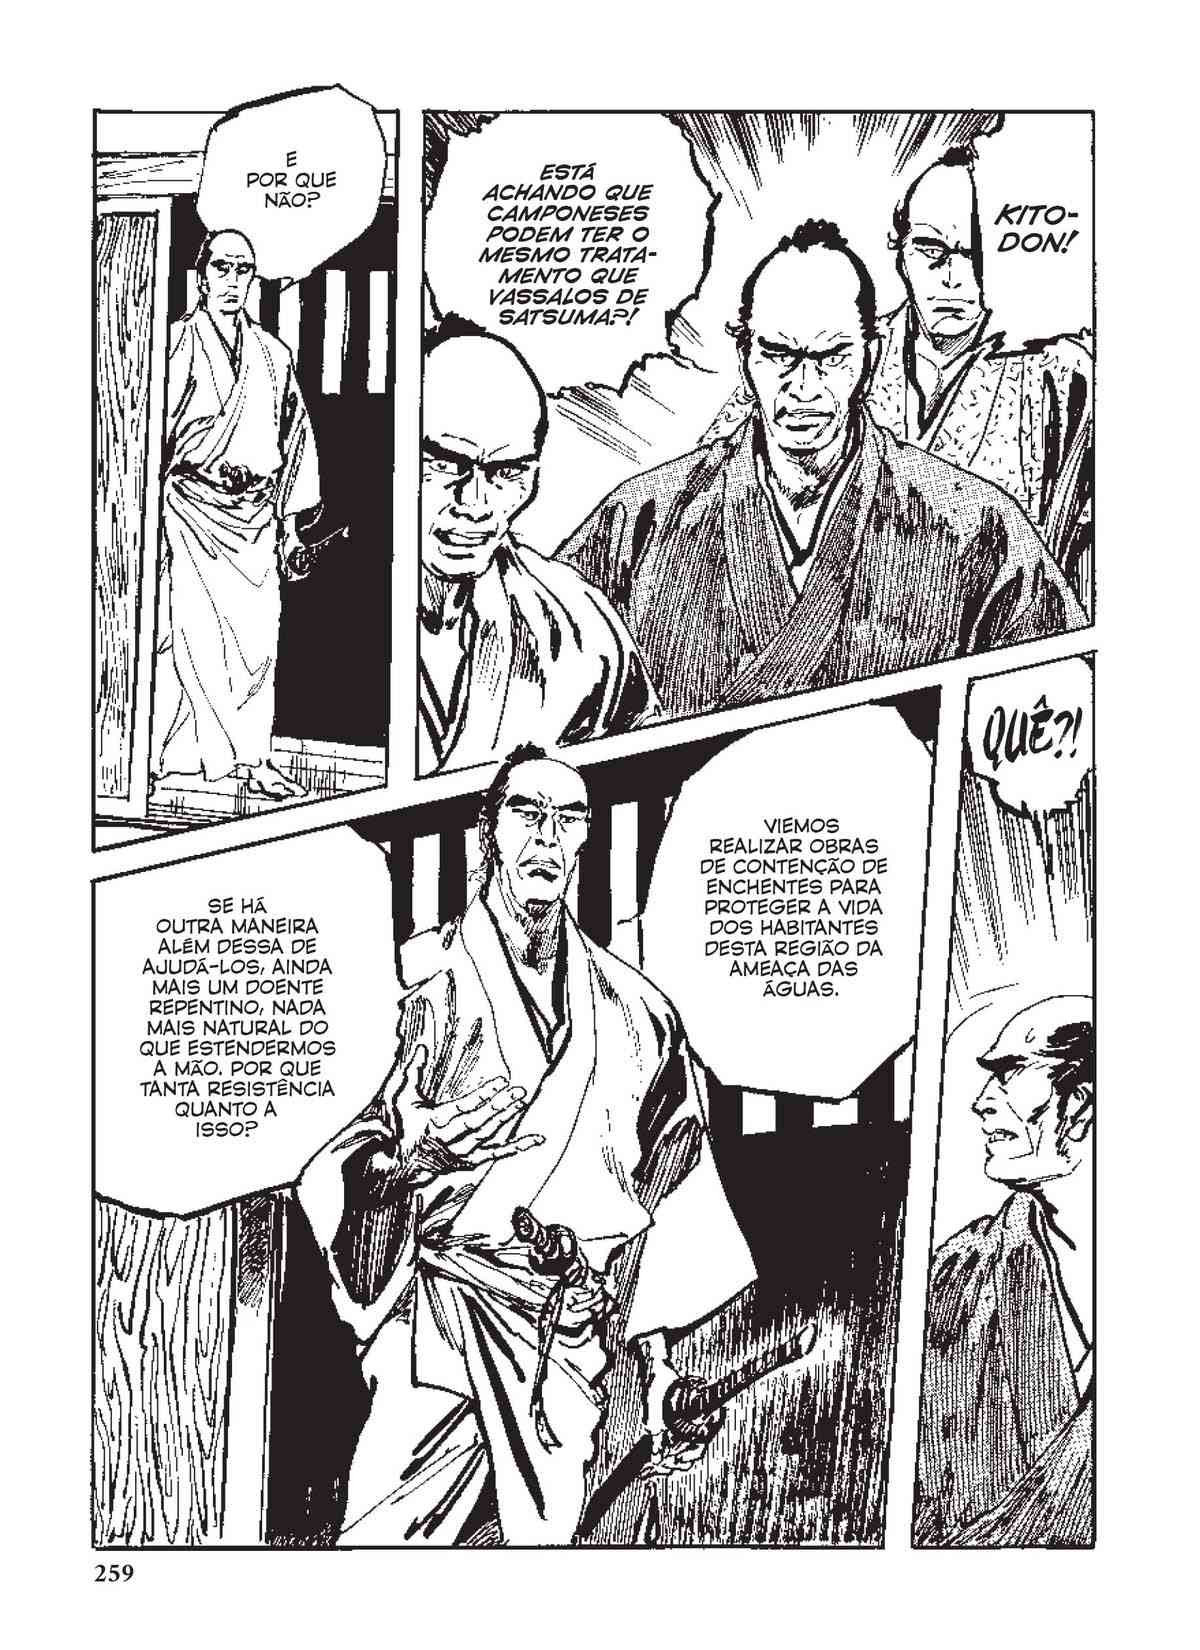 KITO-
DON!
ESTÁ
ACHANDO QUE
CAMPONESES
PODEM TER O
MESMO TRATA-
MENTO QUE
VASSALOS DE
SATSUMA?!
E
POR QUE
NÃO?
QUÊ?!
VIEMOS
REALIZAR OBRAS
DE CONTENÇÃO DE
ENCHENTES PARA
PROTEGER A VIDA
DOS HABITANTES
DESTA REGIÃO DA
AMEAÇA DAS
ÁGUAS.
SE HÁ
OUTRA MANEIRA
ALÉM DESSA DE
AJUDÁ-LOS, AINDA
MAIS UM DOENTE
REPENTINO, NADA
MAIS NATURAL DO
QUE ESTENDERMOS
A MÃO. POR QUE
TANTA RESISTÊNCIA
QUANTO A
ISSO?
259